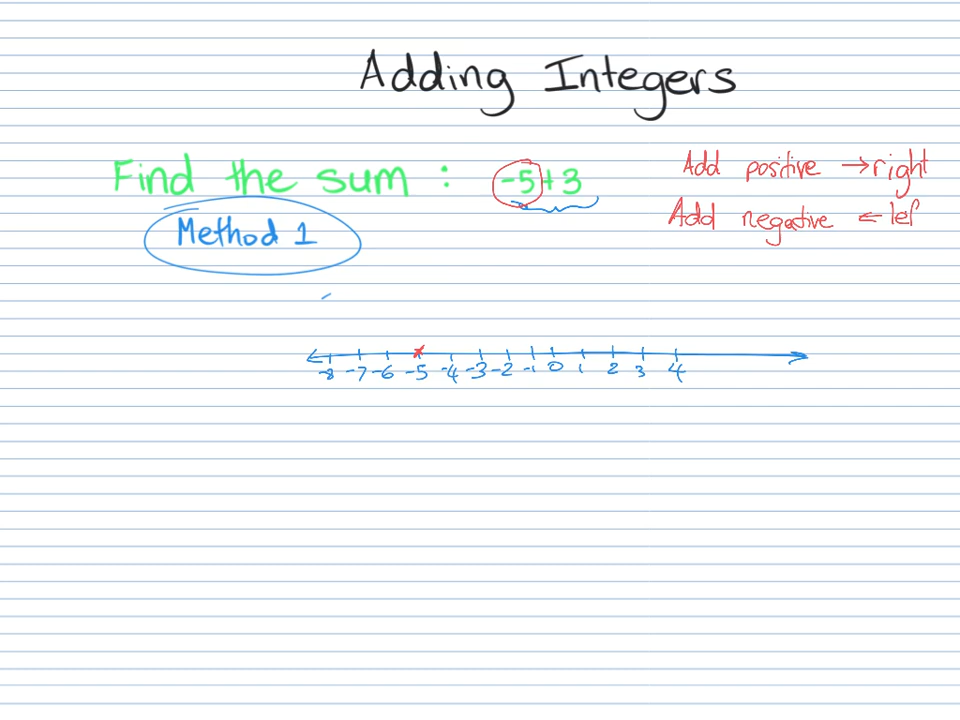 Adding Integers
Find the sum : -5+3
Add positive →right
Add negative ← lef
Method 1
-8 -7 -6 -5 -4 -3 -2 -1 0 1 2 3 4